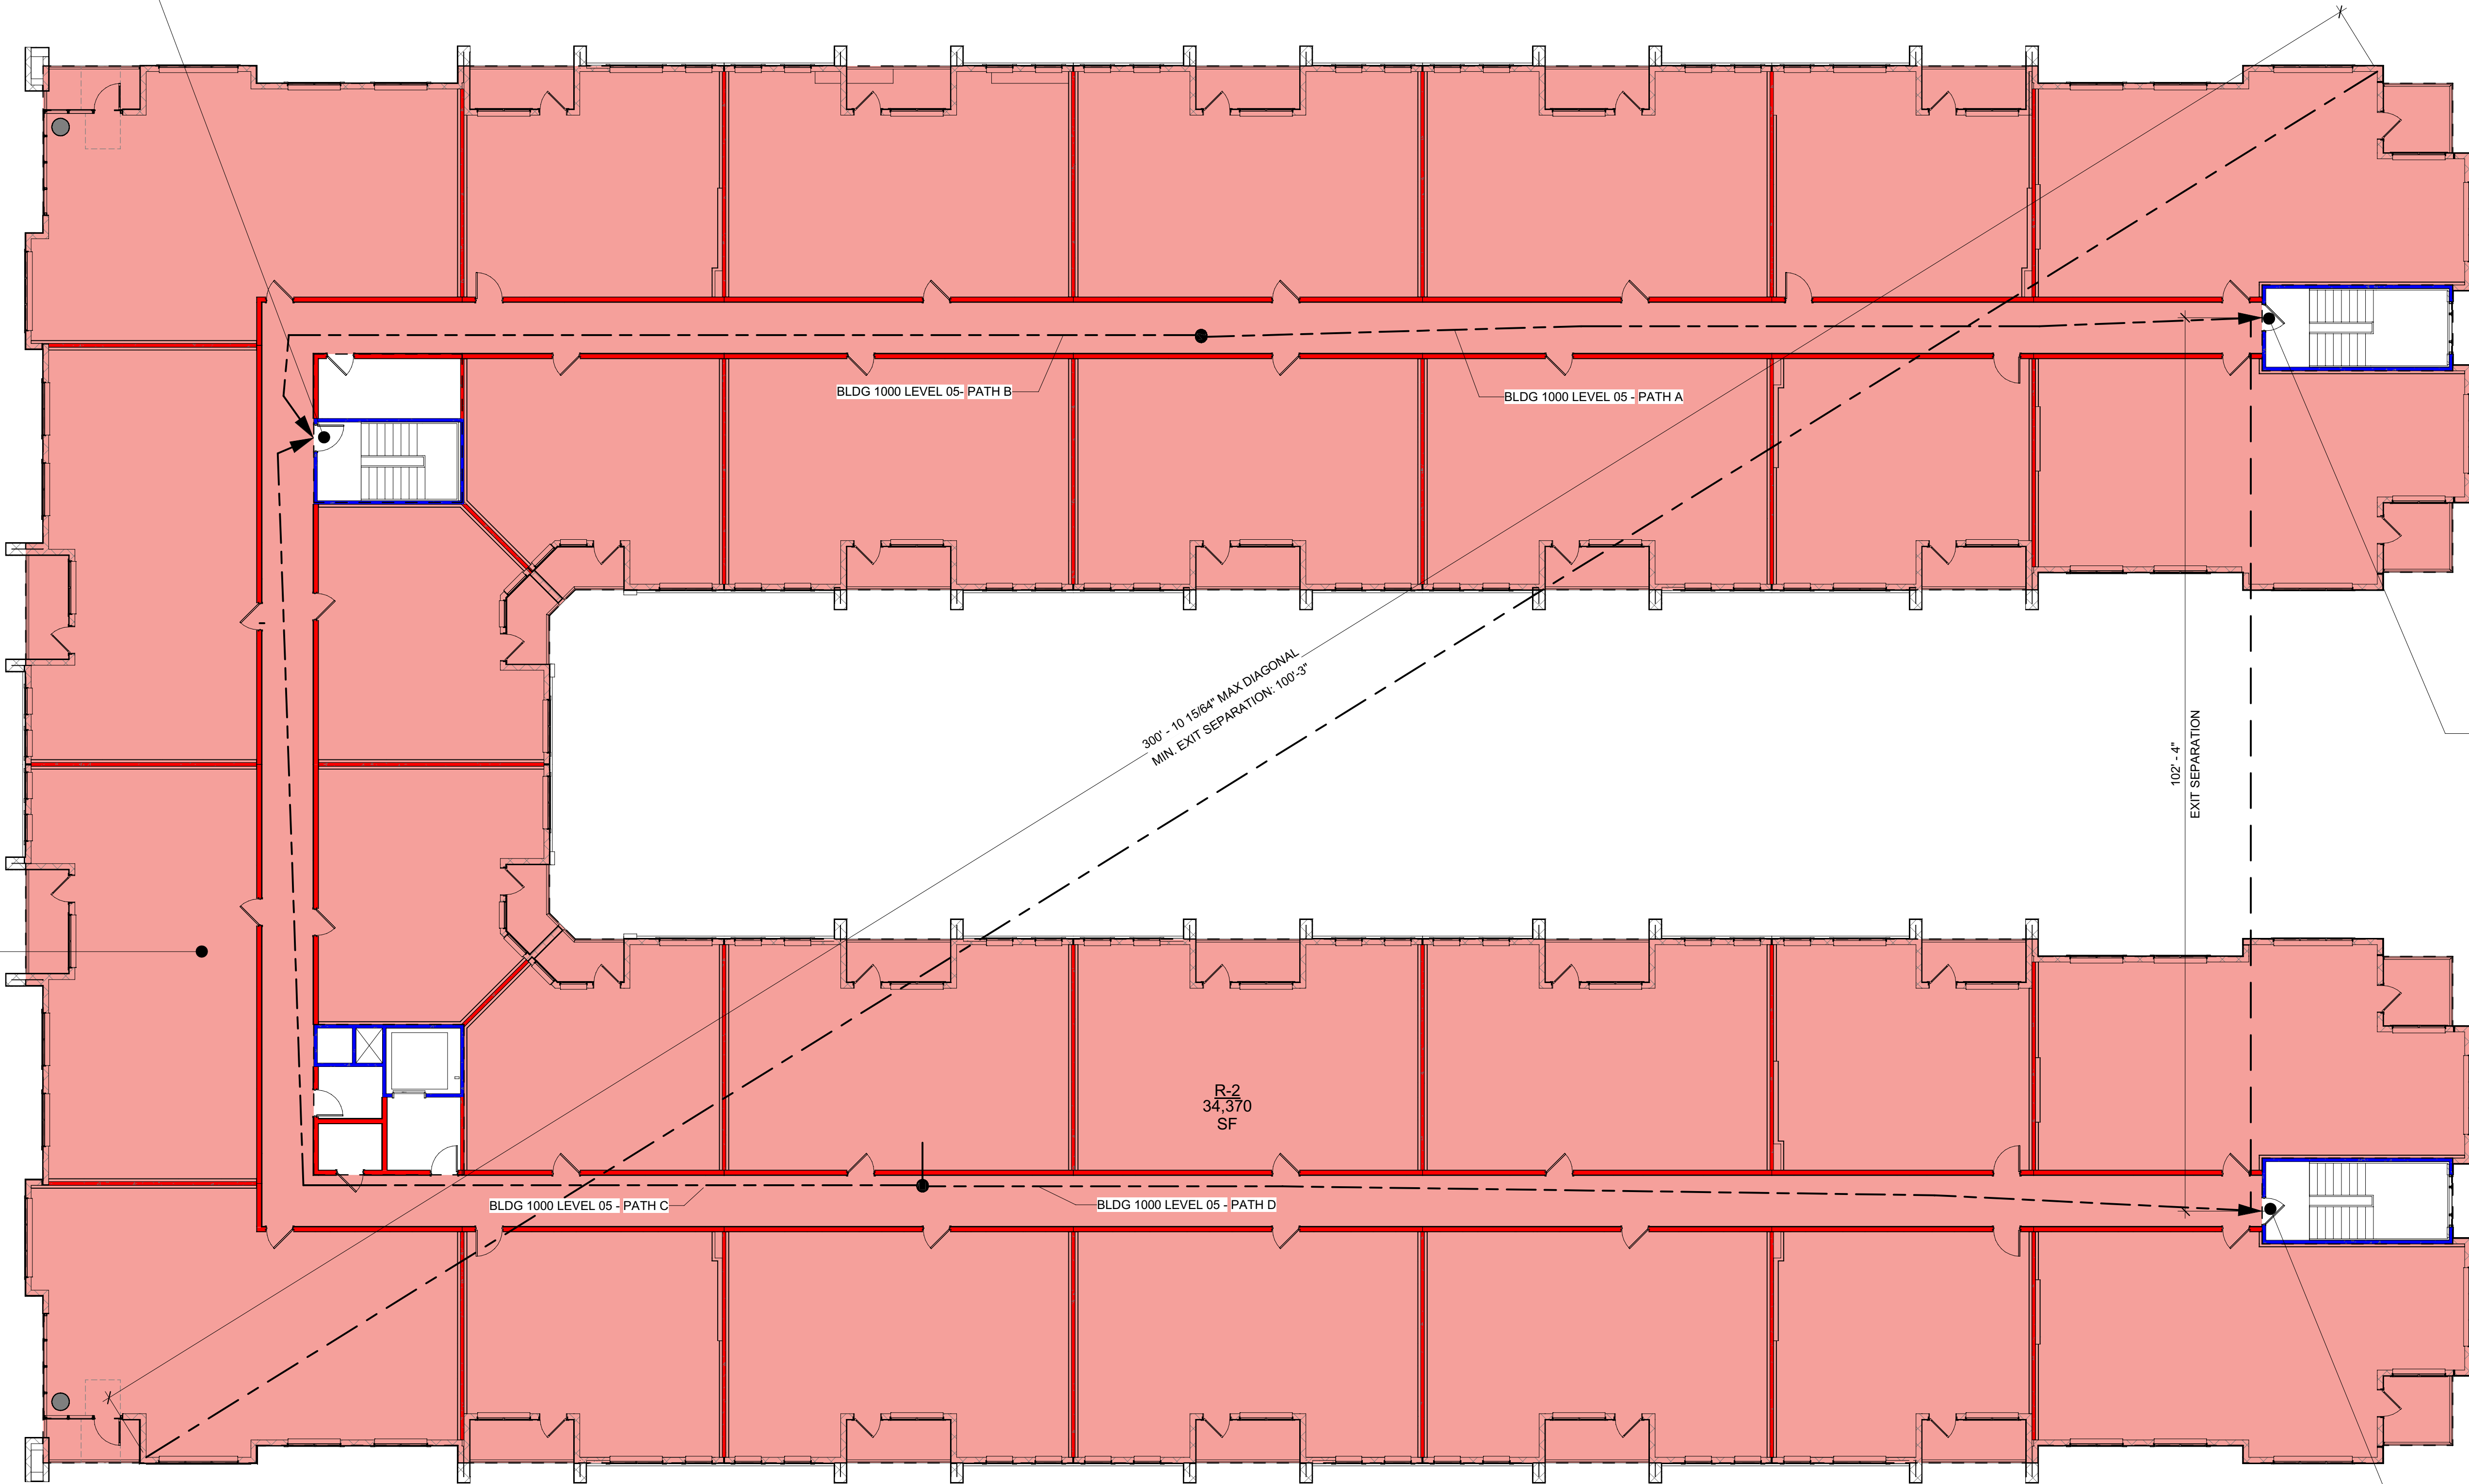 BLDG 1000 LEVEL 05- PATH B
BLDG 1000 LEVEL 05 - PATH A
300' - 10 15/64" MAX DIAGONAL
MIN. EXIT SEPARATION: 100'-3"
102' - 4"
EXIT SEPARATION
R-2
34,370
SF
BLDG 1000 LEVEL 05 - PATH C
BLDG 1000 LEVEL 05 - PATH D